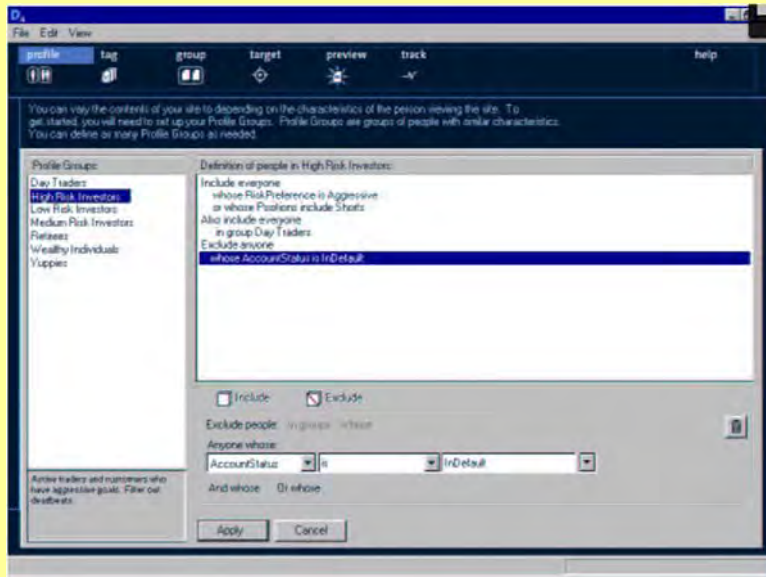 D4
File Edit View
profile tag group target preview track help
You can vary the contents of your site to depending on the characteristics of the person viewing the site. To
get started, you will need to set up your Profile Groups. Profile Groups are groups of people with similar characteristics.
You can define as many Profile Groups as needed.
Profile Groups
Day Traders
High Risk Investors
Low Risk Investors
Medium Risk Investors
Retirees
Wealthy Individuals
Yuppies
Definition of people in High Risk Investors:
Include everyone
whose RiskPreference is Aggressive
or whose Positions include Shorts
Also include everyone
in group Day Traders
Exclude anyone
whose AccountStatus is InDefault
Include Exclude
Exclude people: in groups whose
Anyone whose:
AccountStatus is InDefault
And whose Or whose
Active traders and customers who
have aggressive goals. Filter out
deadbeats.
Apply Cancel